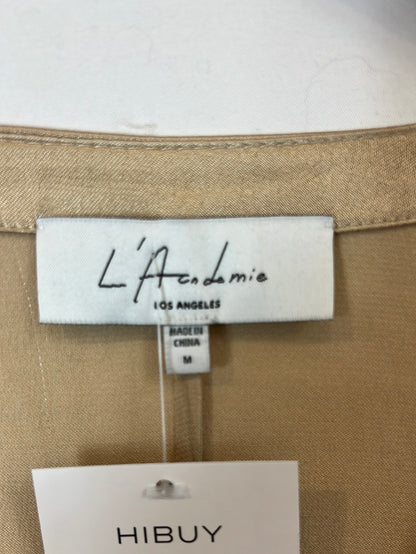 L'Academie
LOS ANGELES
MADE IN
CHINA
M
HIBUY